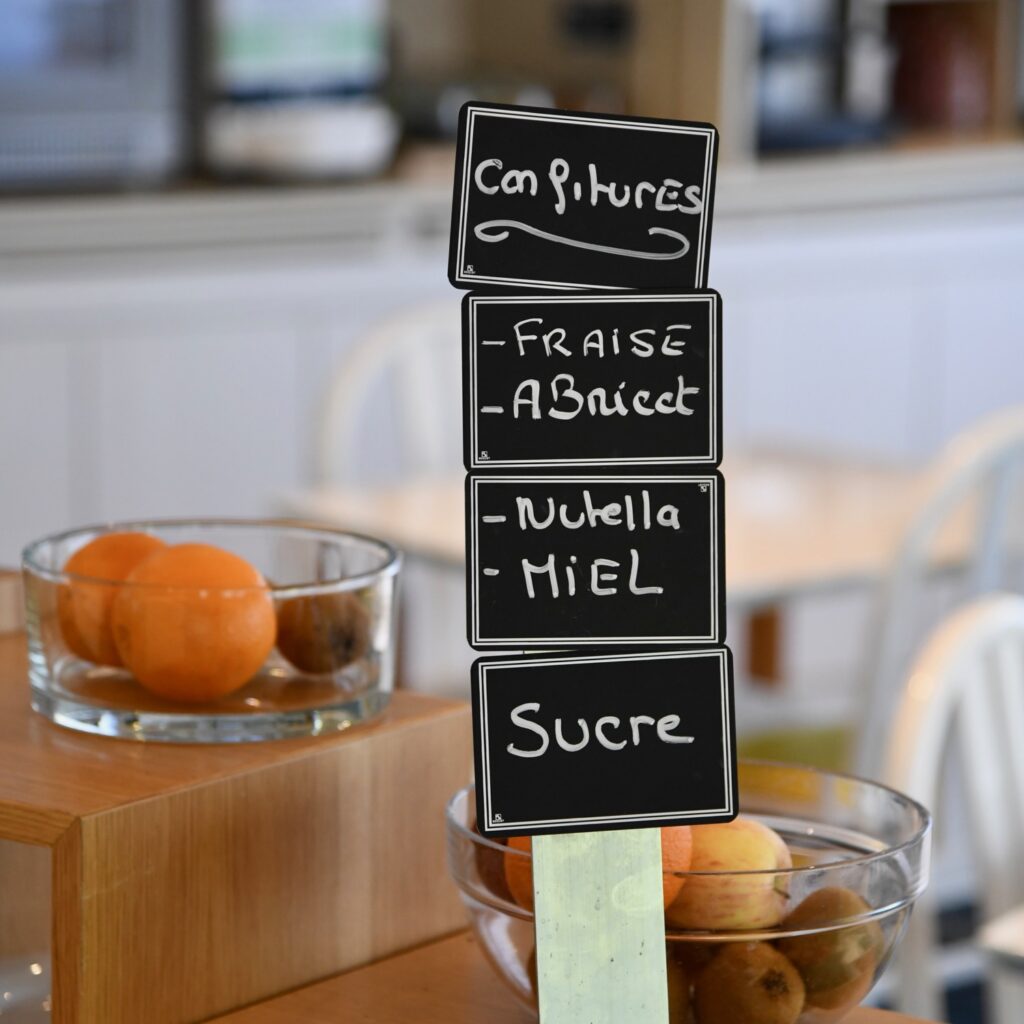 Confitures
- FRAISE
- ABricot
- Nutella
- MiEL
Sucre